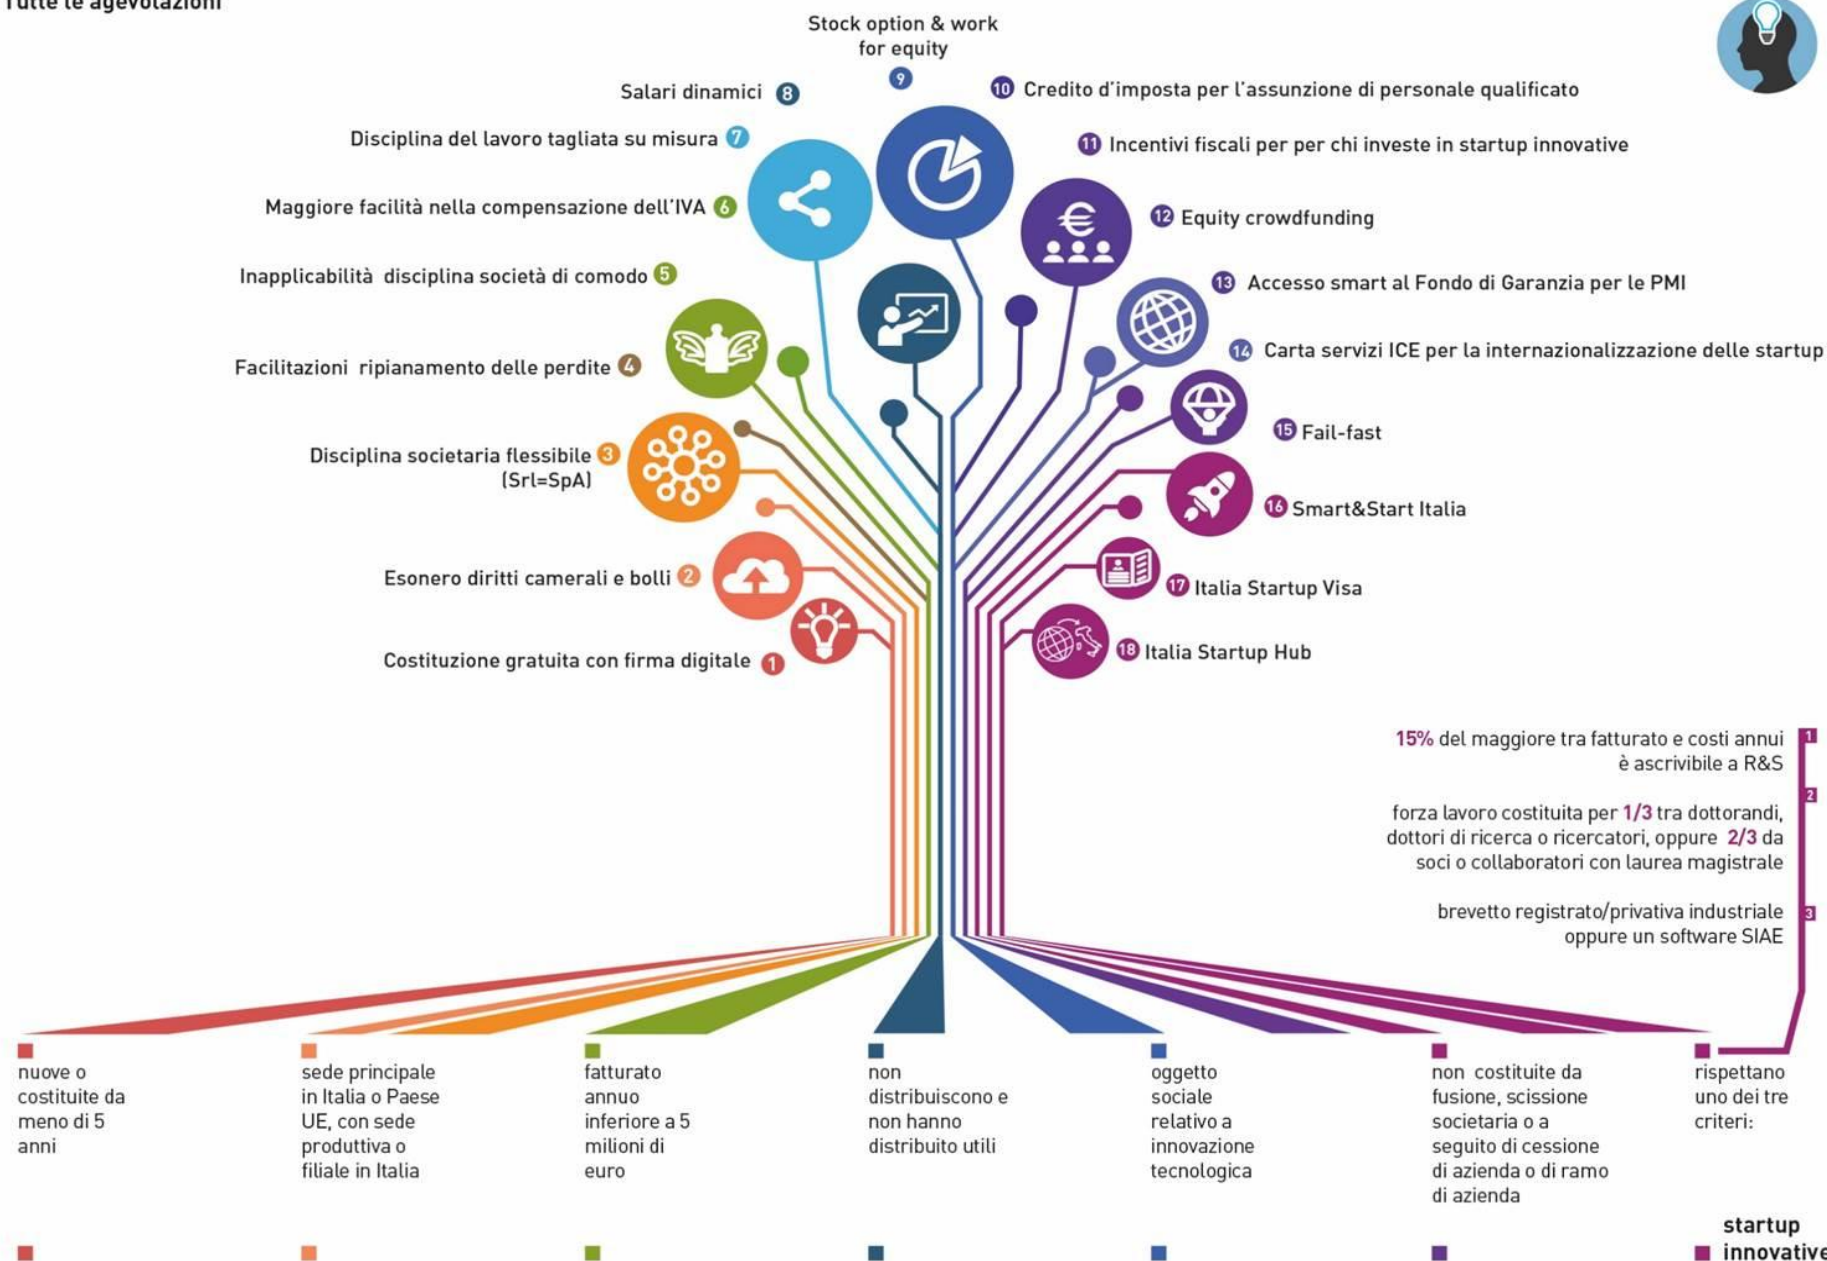 Tutte le agevolazioni
Stock option & work
for equity
9
Salari dinamici 8
10 Credito d'imposta per l'assunzione di personale qualificato
Disciplina del lavoro tagliata su misura 7
11 Incentivi fiscali per per chi investe in startup innovative
Maggiore facilità nella compensazione dell'IVA 6
12 Equity crowdfunding
Inapplicabilità disciplina società di comodo 5
13 Accesso smart al Fondo di Garanzia per le PMI
14 Carta servizi ICE per la internazionalizzazione delle startup
Facilitazioni ripianamento delle perdite 4
15 Fail-fast
Disciplina societaria flessibile 3
(Srl=SpA)
16 Smart&Start Italia
Esonero diritti camerali e bolli 2
17 Italia Startup Visa
Costituzione gratuita con firma digitale 1
18 Italia Startup Hub
15% del maggiore tra fatturato e costi annui 1
è ascrivibile a R&S
2
forza lavoro costituita per 1/3 tra dottorandi,
dottori di ricerca o ricercatori, oppure 2/3 da
soci o collaboratori con laurea magistrale
brevetto registrato/privativa industriale 3
oppure un software SIAE
nuove o
costituite da
meno di 5
anni
sede principale
in Italia o Paese
UE, con sede
produttiva o
filiale in Italia
fatturato
annuo
inferiore a 5
milioni di
euro
non
distribuiscono e
non hanno
distribuito utili
oggetto
sociale
relativo a
innovazione
tecnologica
non costituite da
fusione, scissione
societaria o a
seguito di cessione
di azienda o di ramo
di azienda
rispettano
uno dei tre
criteri:
startup
innovative